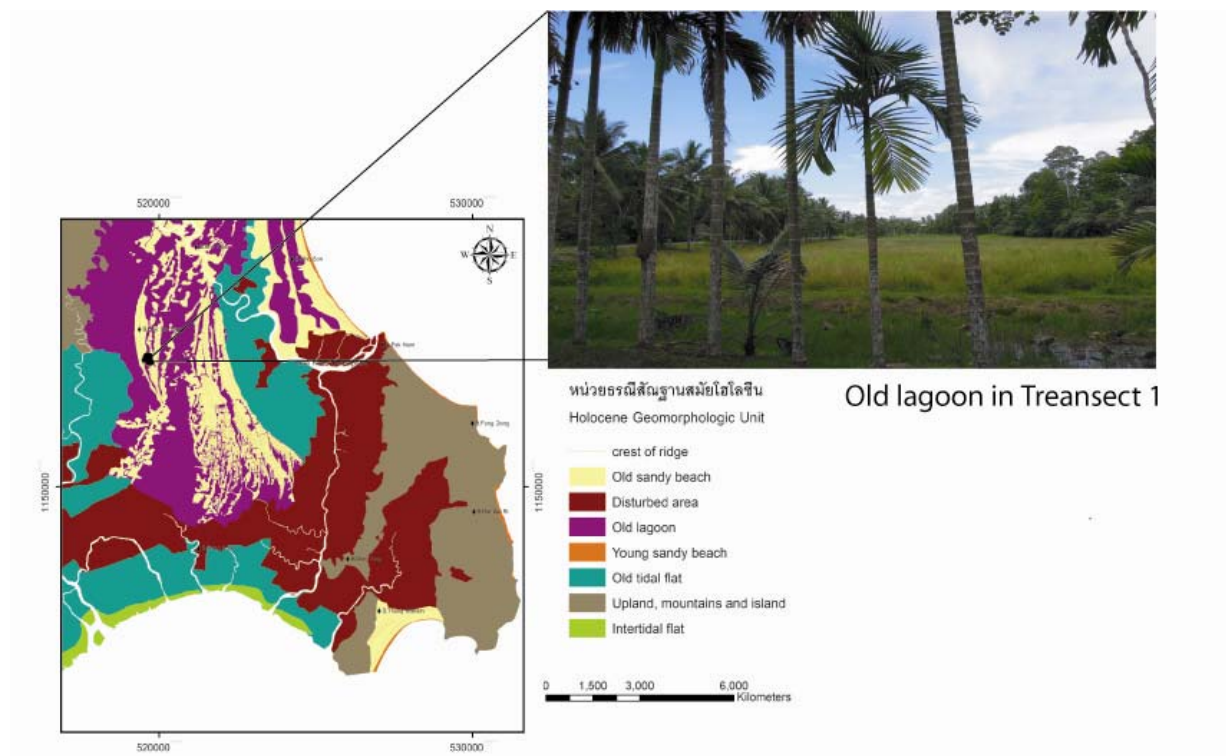 520000
530000
N
W E
S
1150000
1150000
520000
530000
Old lagoon in Treansect 1
หน่วยธรณีสัณฐานสมัยโฮโลซีน
Holocene Geomorphologic Unit
crest of ridge
Old sandy beach
Disturbed area
Old lagoon
Young sandy beach
Old tidal flat
Upland, mountains and island
Intertidal flat
0 1,500 3,000 6,000
Kilometers